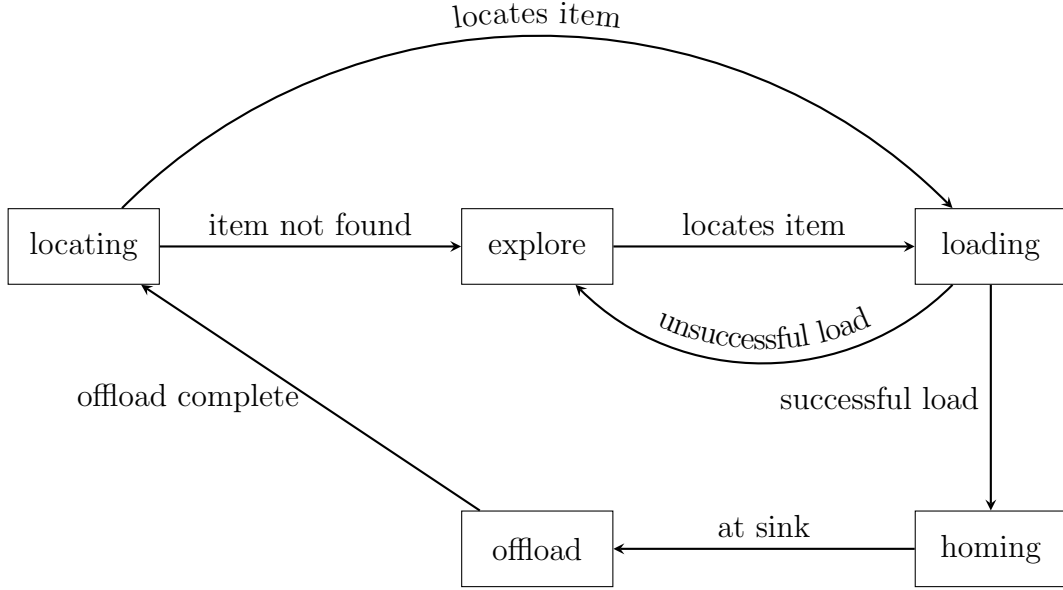 locates item
locating
item not found
explore
locates item
loading
unsuccessful load
offload complete
successful load
offload
at sink
homing